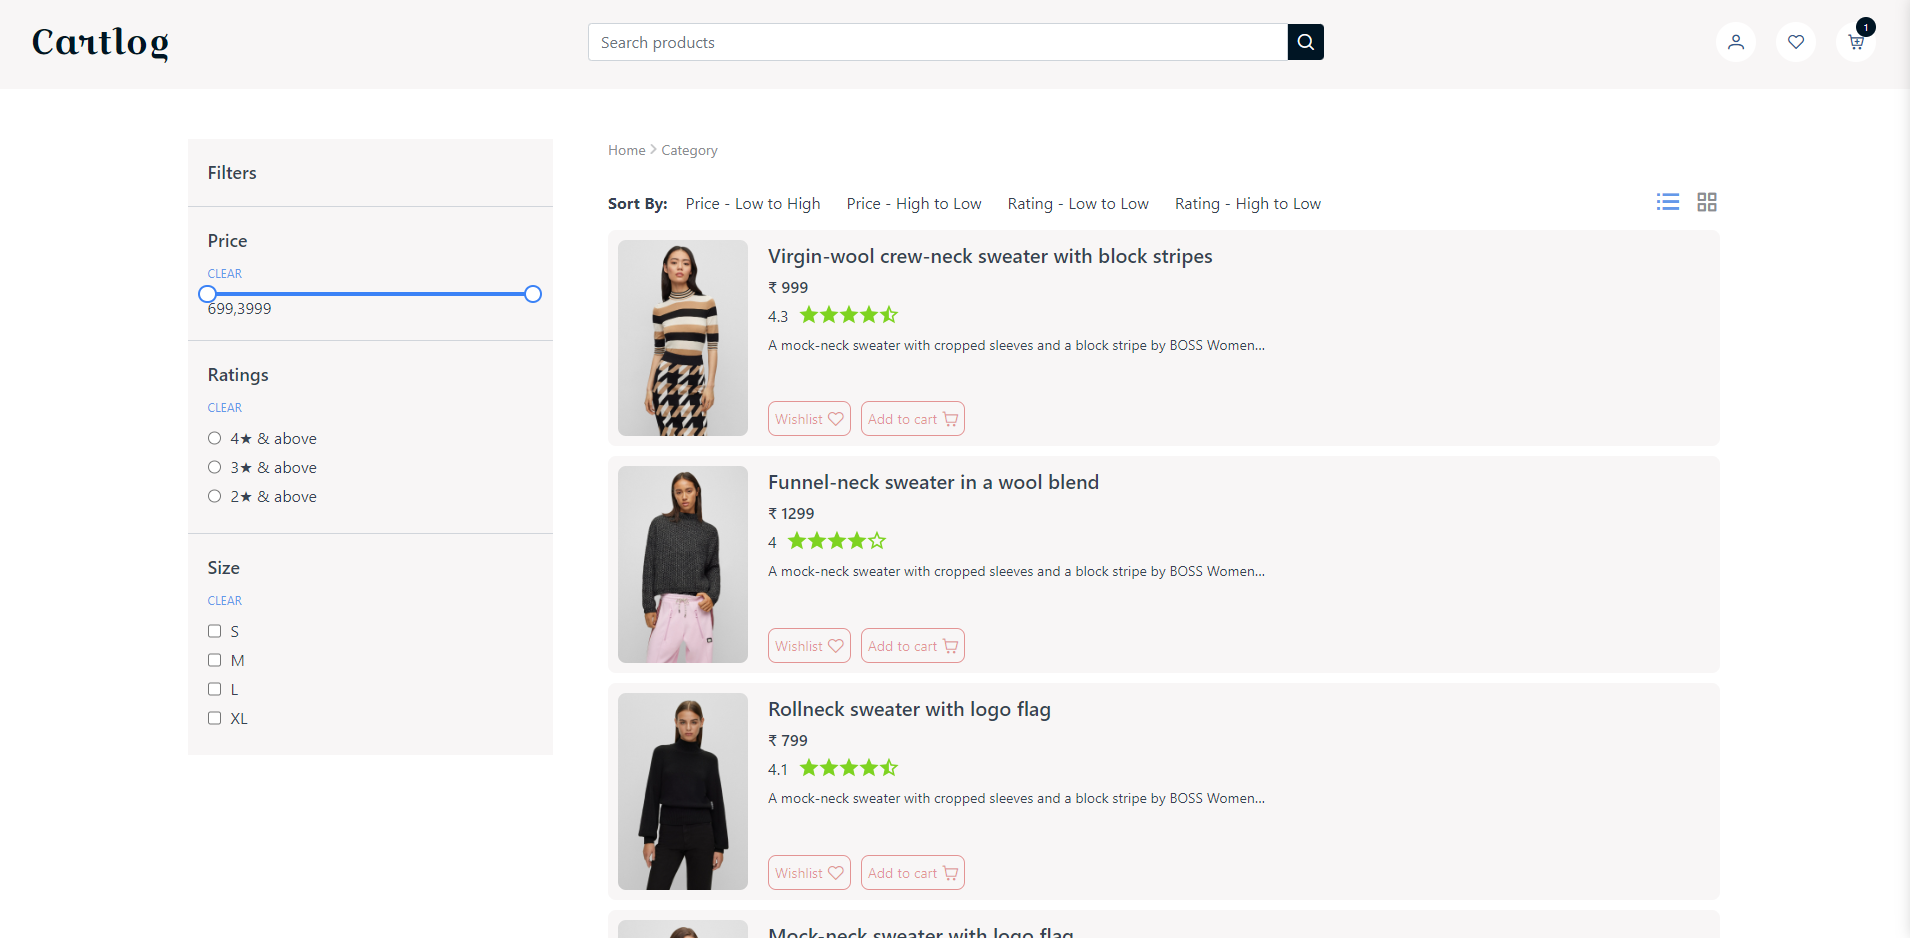 Cartlog
Search products
1
Filters
Price
CLEAR
699,3999
Ratings
CLEAR
4★ & above
3★ & above
2★ & above
Size
CLEAR
S
M
L
XL
Home > Category
Sort By: Price - Low to High Price - High to Low Rating - Low to Low Rating - High to Low
Virgin-wool crew-neck sweater with block stripes
₹ 999
4.3
A mock-neck sweater with cropped sleeves and a block stripe by BOSS Women...
Wishlist Add to cart
Funnel-neck sweater in a wool blend
₹ 1299
4
A mock-neck sweater with cropped sleeves and a block stripe by BOSS Women...
Wishlist Add to cart
Rollneck sweater with logo flag
₹ 799
4.1
A mock-neck sweater with cropped sleeves and a block stripe by BOSS Women...
Wishlist Add to cart
Mock-neck sweater with logo flag